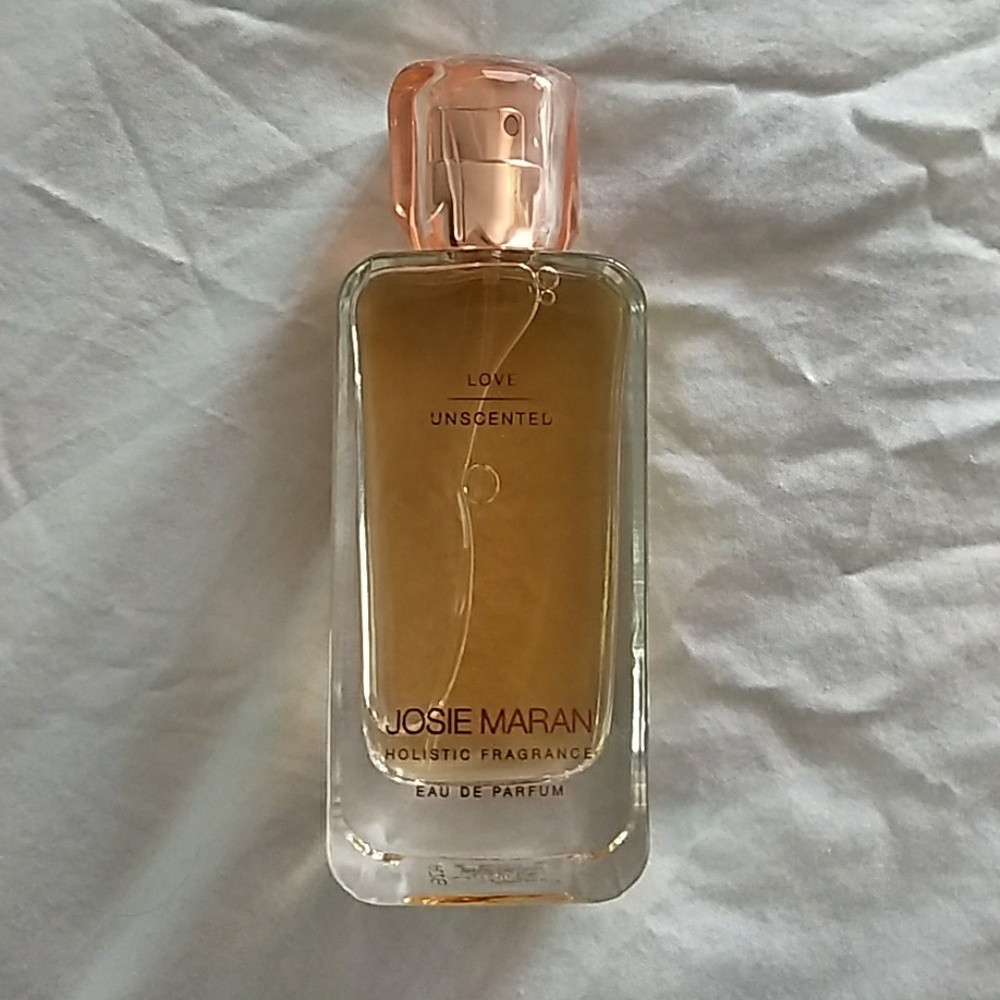 LOVE
UNSCENTED
JOSIE MARAN
HOLISTIC FRAGRANCE
EAU DE PARFUM